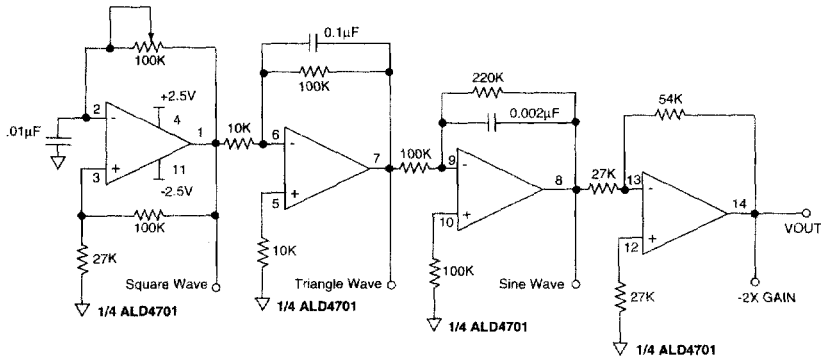 100K
.01µF
2
-
+2.5V
4
1
3
+
11
-2.5V
100K
27K
Square Wave
1/4 ALD4701
10K
0.1µF
100K
6
-
7
5
+
10K
Triangle Wave
1/4 ALD4701
100K
220K
0.002µF
9
-
8
10
+
100K
Sine Wave
1/4 ALD4701
27K
54K
13
-
14
12
+
27K
VOUT
-2X GAIN
1/4 ALD4701